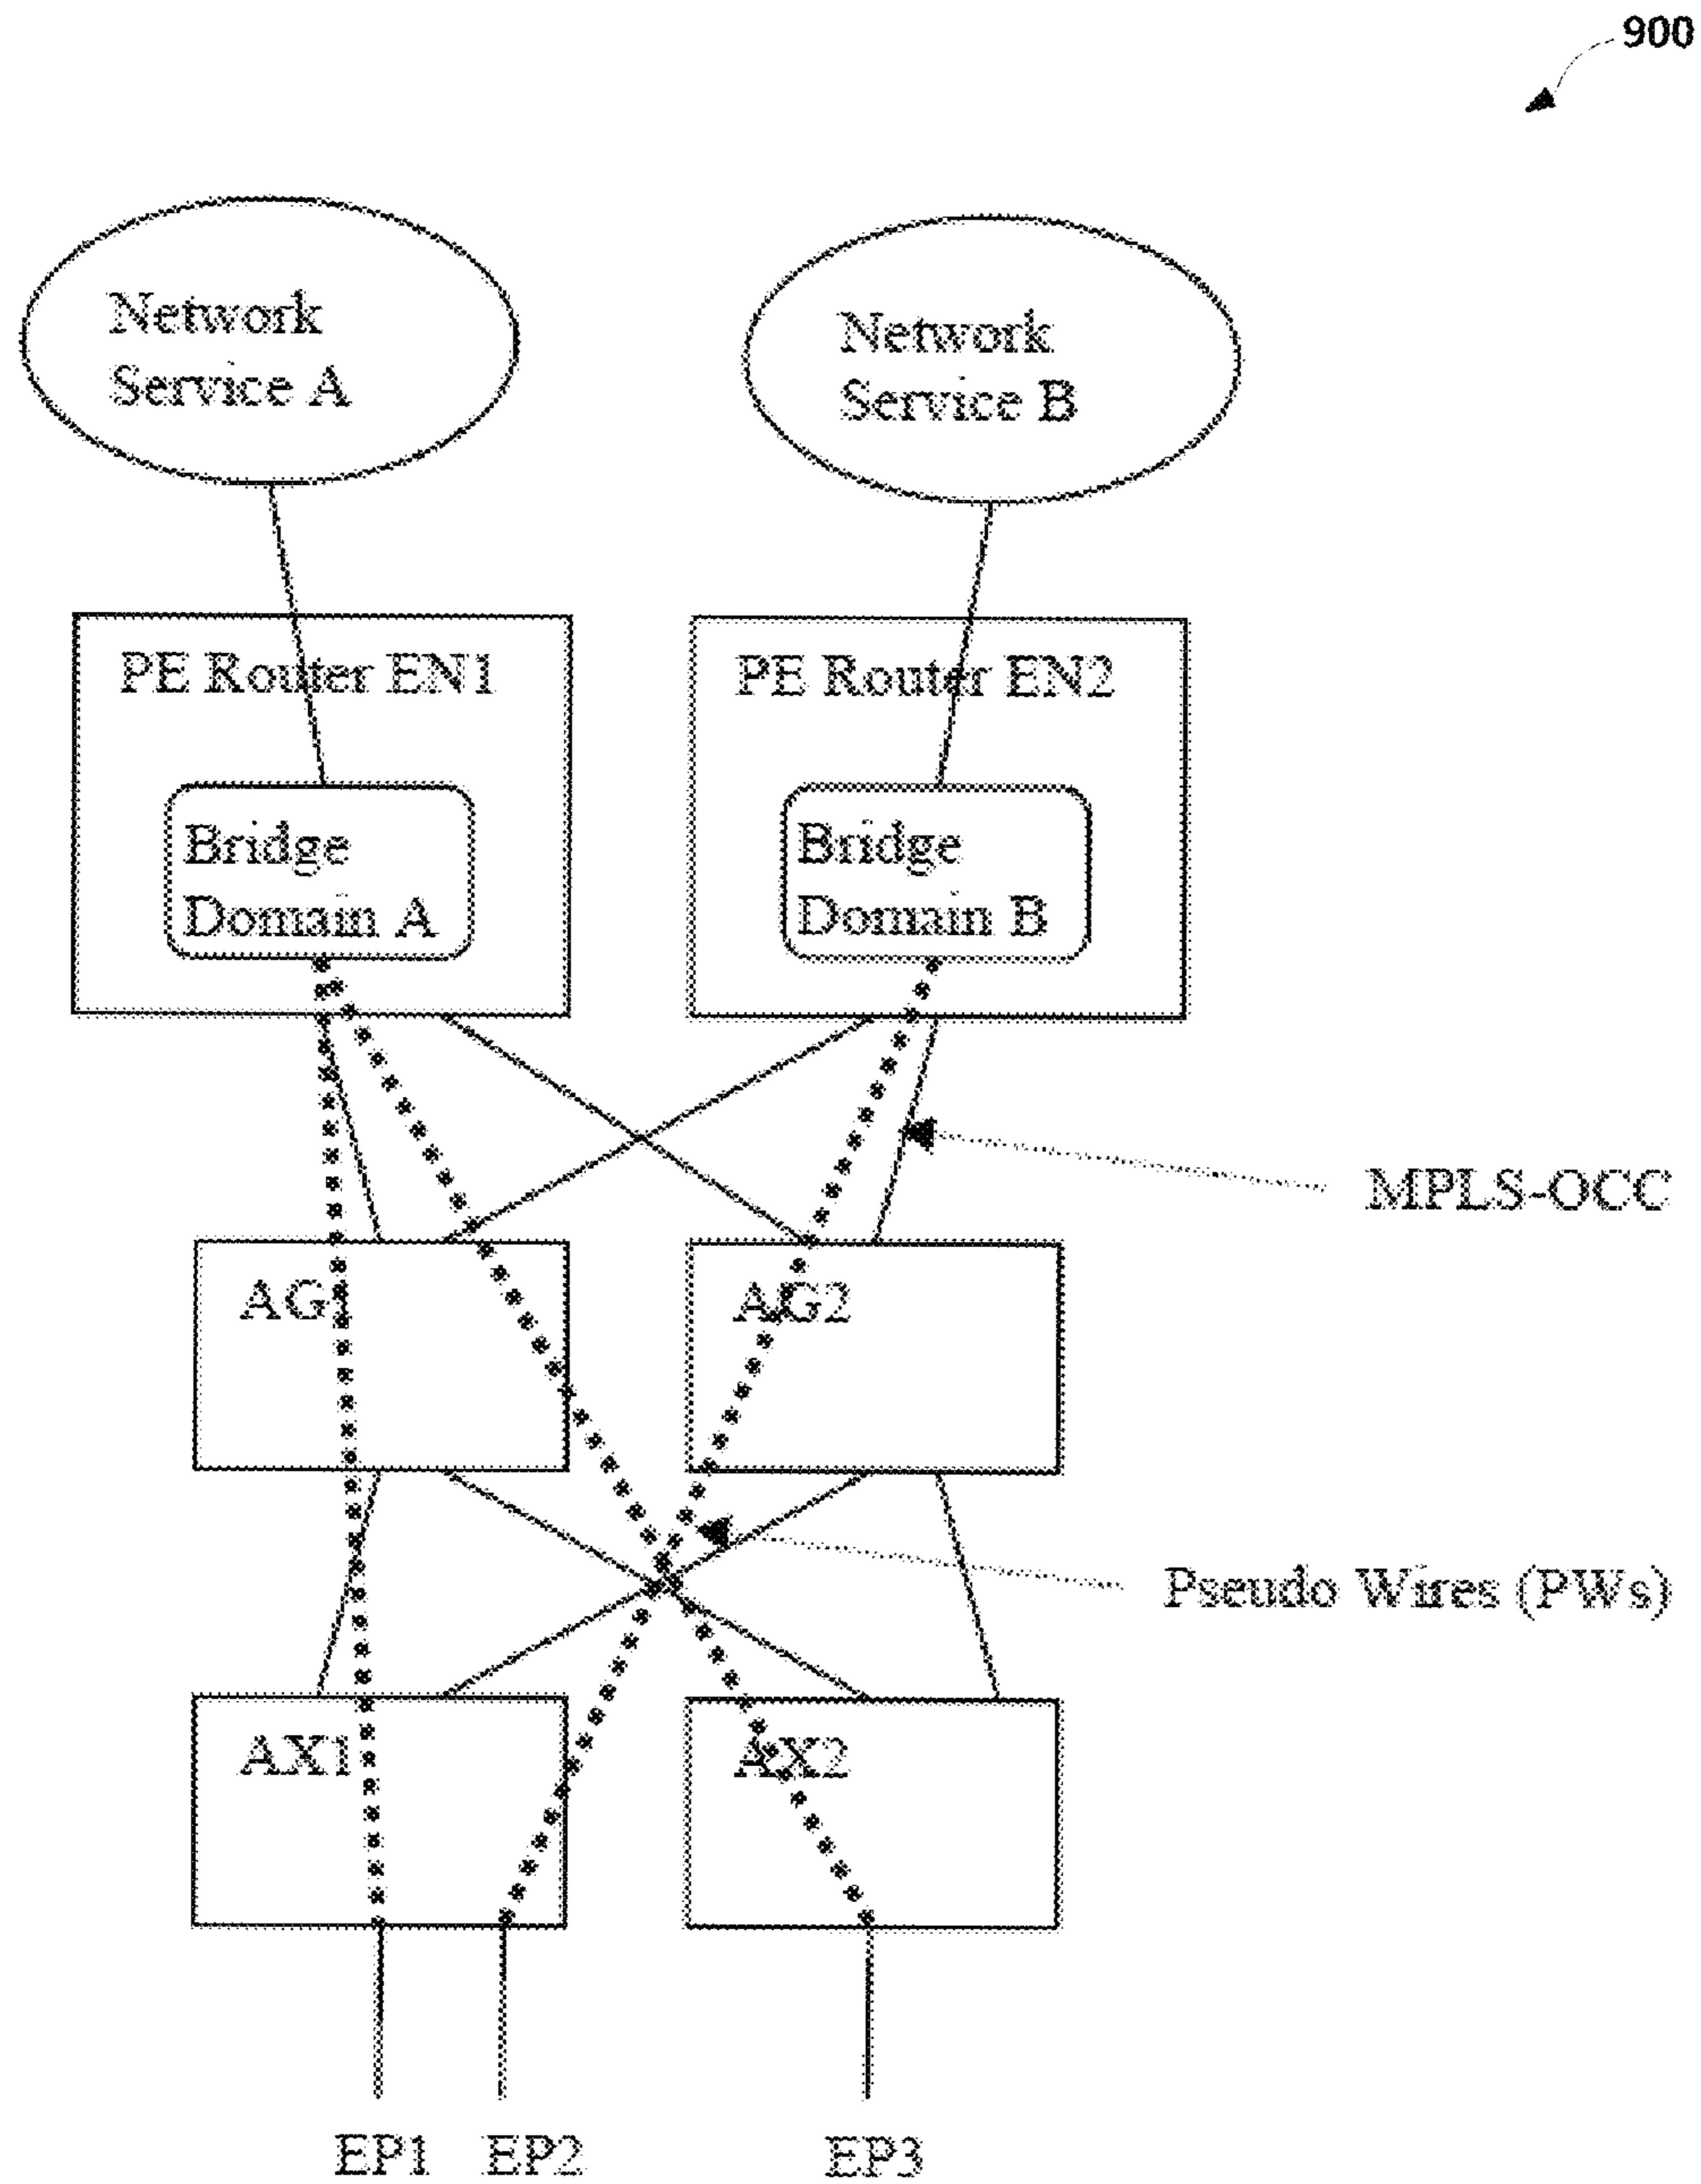 900
Network
Service A
Network
Service B
PE Router EN1
PE Router EN2
Bridge
Domain A
Bridge
Domain B
MPLS-OCC
AG1
AG2
Pseudo Wires (PWs)
AX1
AX2
EP1
EP2
EP3